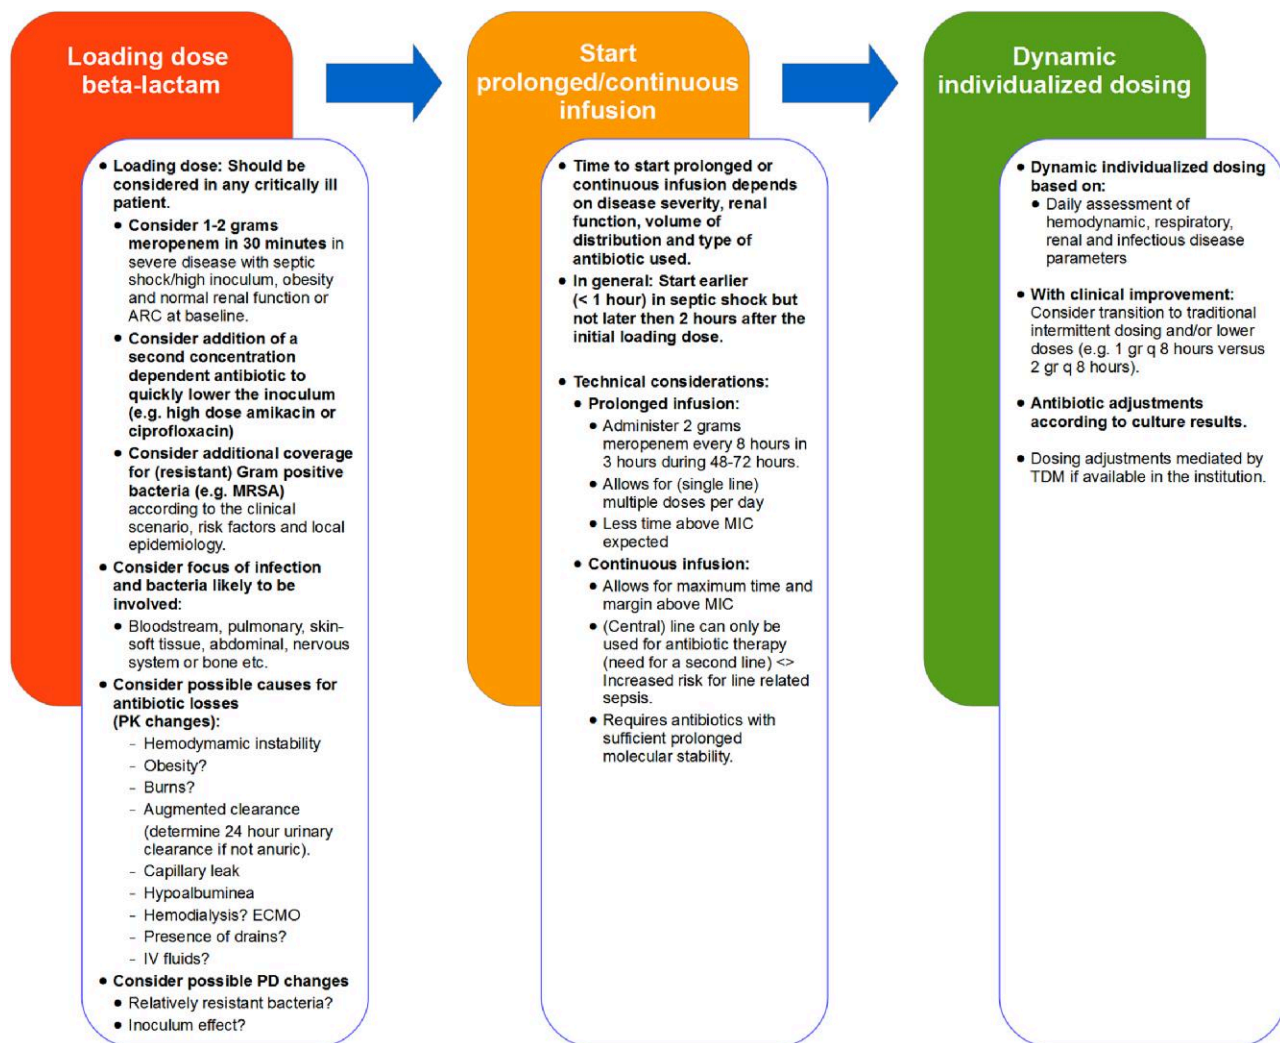 Loading dose
beta-lactam
● Loading dose: Should be
considered in any critically ill
patient.
● Consider 1-2 grams
meropenem in 30 minutes in
severe disease with septic
shock/high inoculum, obesity
and normal renal function or
ARC at baseline.
● Consider addition of a
second concentration
dependent antibiotic to
quickly lower the inoculum
(e.g. high dose amikacin or
ciprofloxacin)
● Consider additional coverage
for (resistant) Gram positive
bacteria (e.g. MRSA)
according to the clinical
scenario, risk factors and local
epidemiology.
● Consider focus of infection
and bacteria likely to be
involved:
● Bloodstream, pulmonary, skin-
soft tissue, abdominal, nervous
system or bone etc.
● Consider possible causes for
antibiotic losses
(PK changes):
- Hemodymamic instability
- Obesity?
- Burns?
- Augmented clearance
(determine 24 hour urinary
clearance if not anuric).
- Capillary leak
- Hypoalbuminea
- Hemodialysis? ECMO
- Presence of drains?
- IV fluids?
● Consider possible PD changes
● Relatively resistant bacteria?
● Inoculum effect?
Start
prolonged/continuous
infusion
● Time to start prolonged or
continuous infusion depends
on disease severity, renal
function, volume of
distribution and type of
antibiotic used.
● In general: Start earlier
(< 1 hour) in septic shock but
not later then 2 hours after the
initial loading dose.
● Technical considerations:
● Prolonged infusion:
● Administer 2 grams
meropenem every 8 hours in
3 hours during 48-72 hours.
● Allows for (single line)
multiple doses per day
● Less time above MIC
expected
● Continuous infusion:
● Allows for maximum time and
margin above MIC
● (Central) line can only be
used for antibiotic therapy
(need for a second line) <>
Increased risk for line related
sepsis.
● Requires antibiotics with
sufficient prolonged
molecular stability.
Dynamic
individualized dosing
● Dynamic individualized dosing
based on:
● Daily assessment of
hemodynamic, respiratory,
renal and infectious disease
parameters
● With clinical improvement:
Consider transition to traditional
intermittent dosing and/or lower
doses (e.g. 1 gr q 8 hours versus
2 gr q 8 hours).
● Antibiotic adjustments
according to culture results.
● Dosing adjustments mediated by
TDM if available in the institution.